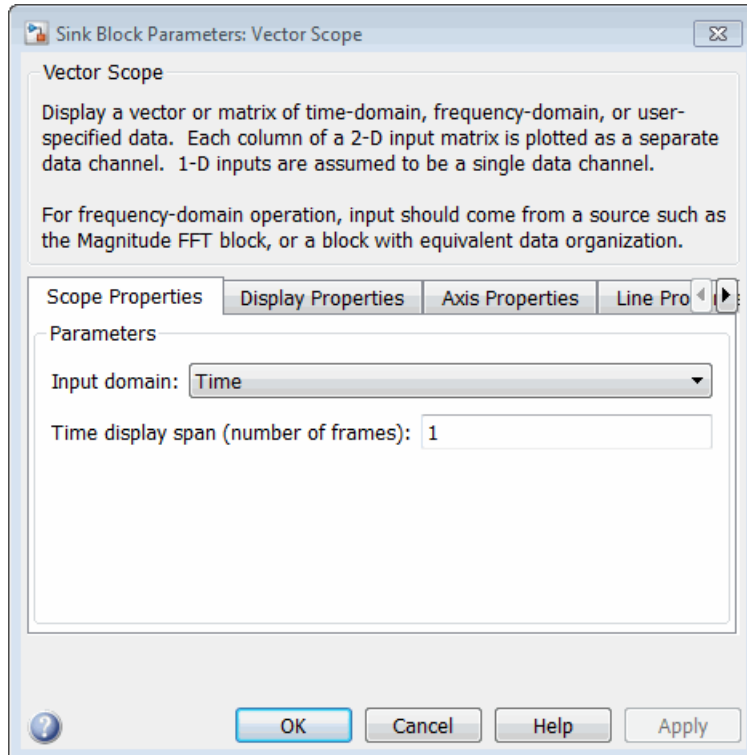 Sink Block Parameters: Vector Scope
Vector Scope
Display a vector or matrix of time-domain, frequency-domain, or user-
specified data.  Each column of a 2-D input matrix is plotted as a separate
data channel.  1-D inputs are assumed to be a single data channel.
For frequency-domain operation, input should come from a source such as
the Magnitude FFT block, or a block with equivalent data organization.
Scope Properties Display Properties Axis Properties Line Pro
Parameters
Input domain: Time
Time display span (number of frames): 1
OK Cancel Help Apply